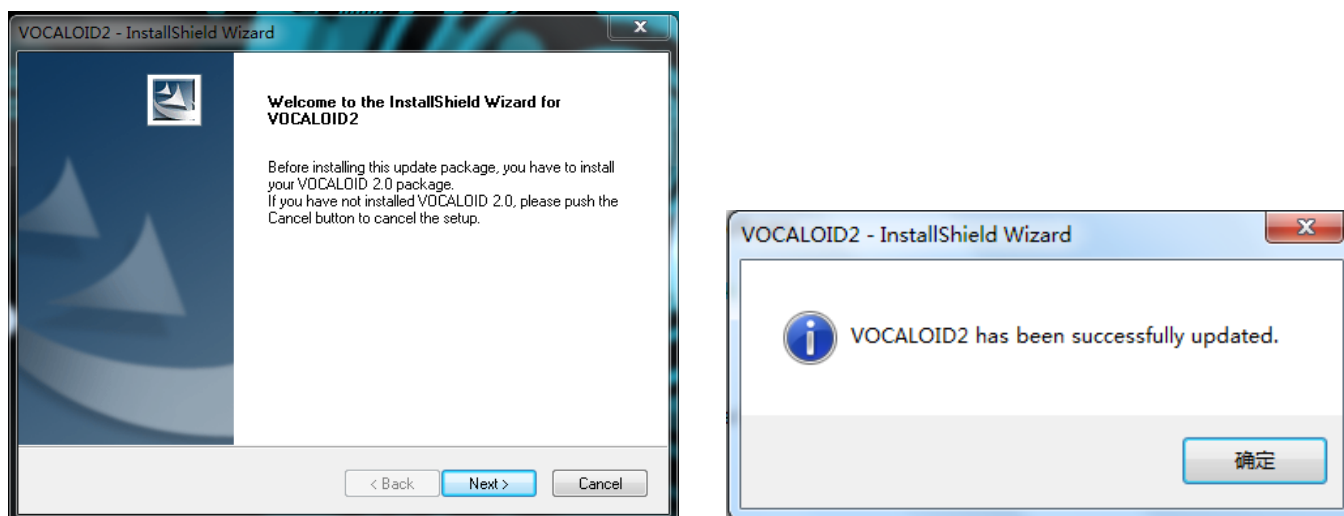 VOCALOID2 - InstallShield Wizard
Welcome to the InstallShield Wizard for
VOCALOID2
Before installing this update package, you have to install
your VOCALOID 2.0 package.
If you have not installed VOCALOID 2.0, please push the
Cancel button to cancel the setup.
< Back Next > Cancel
VOCALOID2 - InstallShield Wizard
VOCALOID2 has been successfully updated.
确定